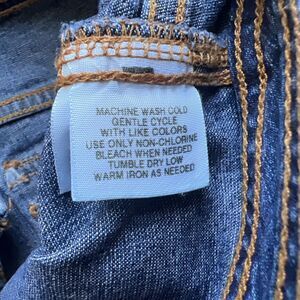 MACHINE WASH COLD
GENTLE CYCLE
WITH LIKE COLORS
USE ONLY NON-CHLORINE
BLEACH WHEN NEEDED
TUMBLE DRY LOW
WARM IRON AS NEEDED